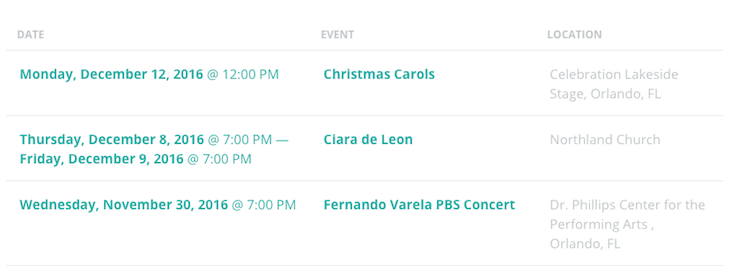 DATE EVENT LOCATION
Monday, December 12, 2016 @ 12:00 PM Christmas Carols Celebration Lakeside
Stage, Orlando, FL
Thursday, December 8, 2016 @ 7:00 PM — Ciara de Leon Northland Church
Friday, December 9, 2016 @ 7:00 PM
Wednesday, November 30, 2016 @ 7:00 PM Fernando Varela PBS Concert Dr. Phillips Center for the
Performing Arts ,
Orlando, FL